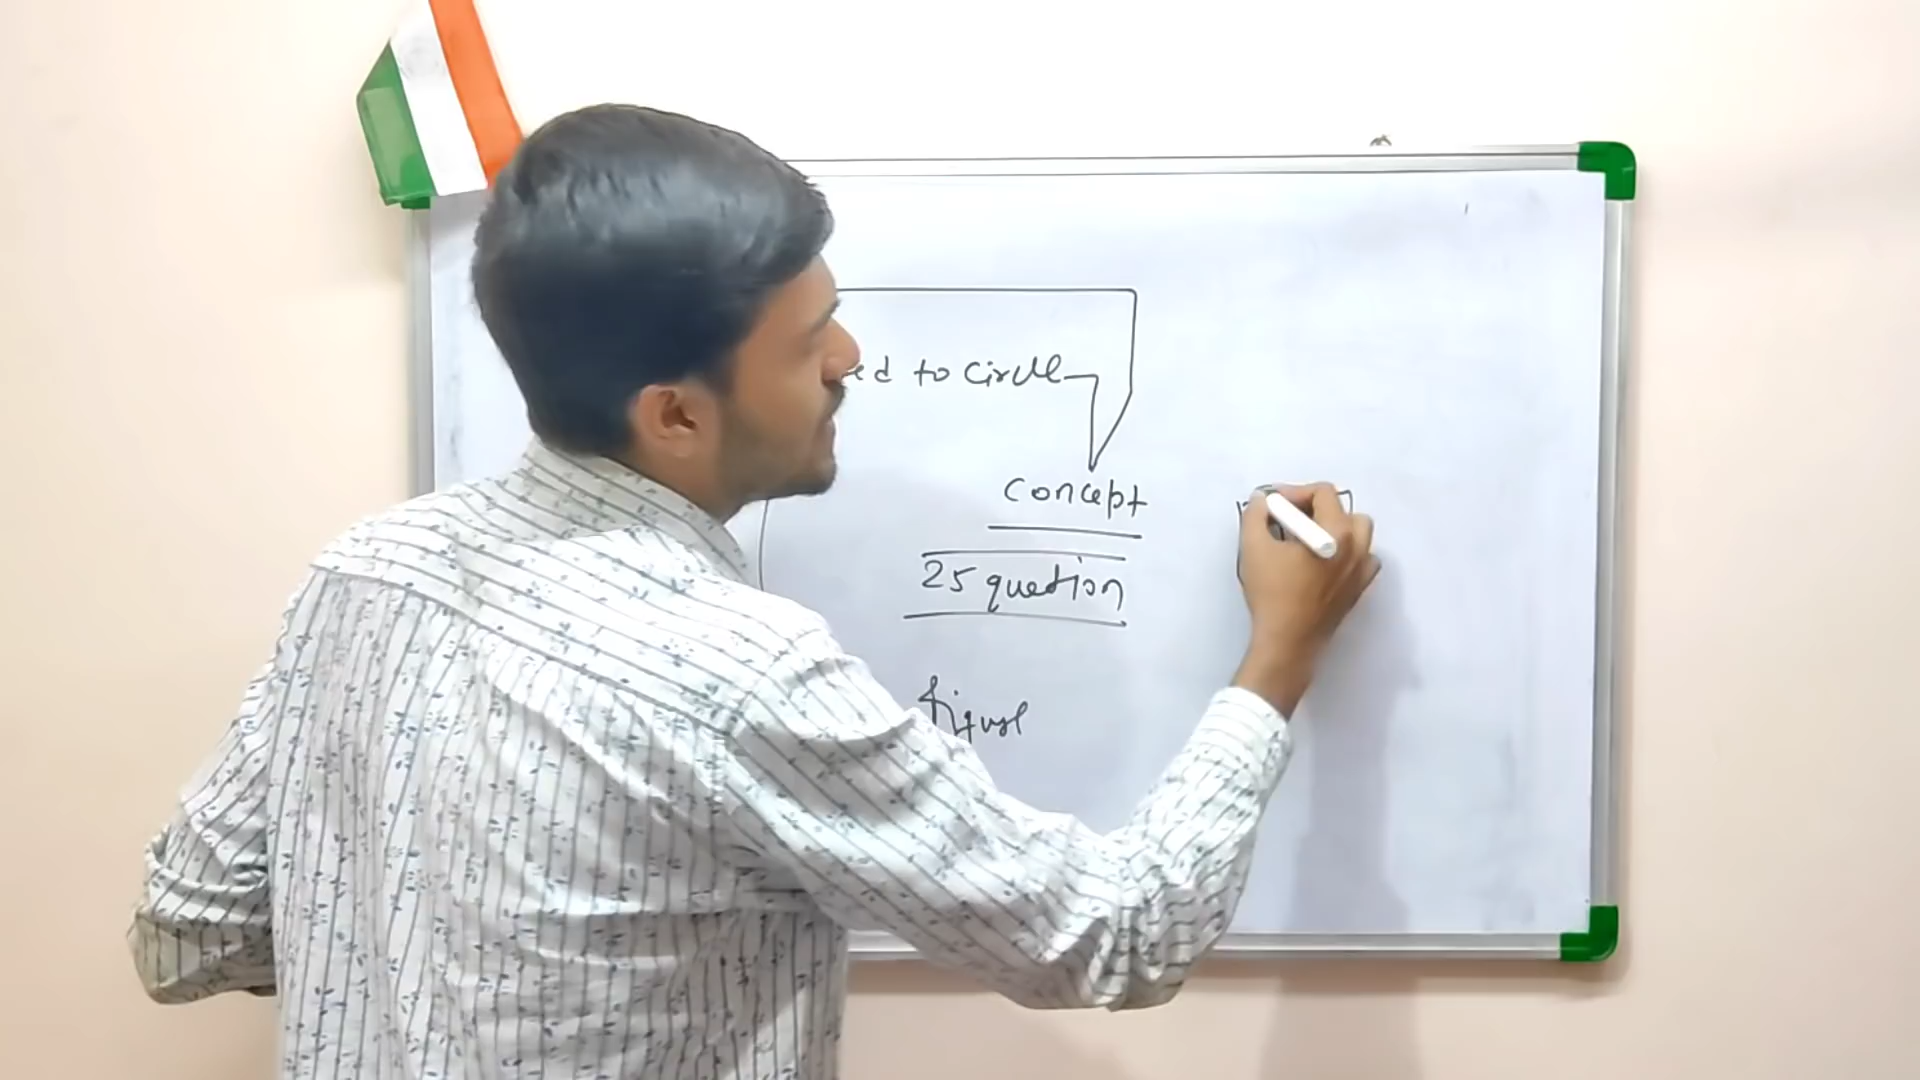 ed to circle
concept
25 question
figure